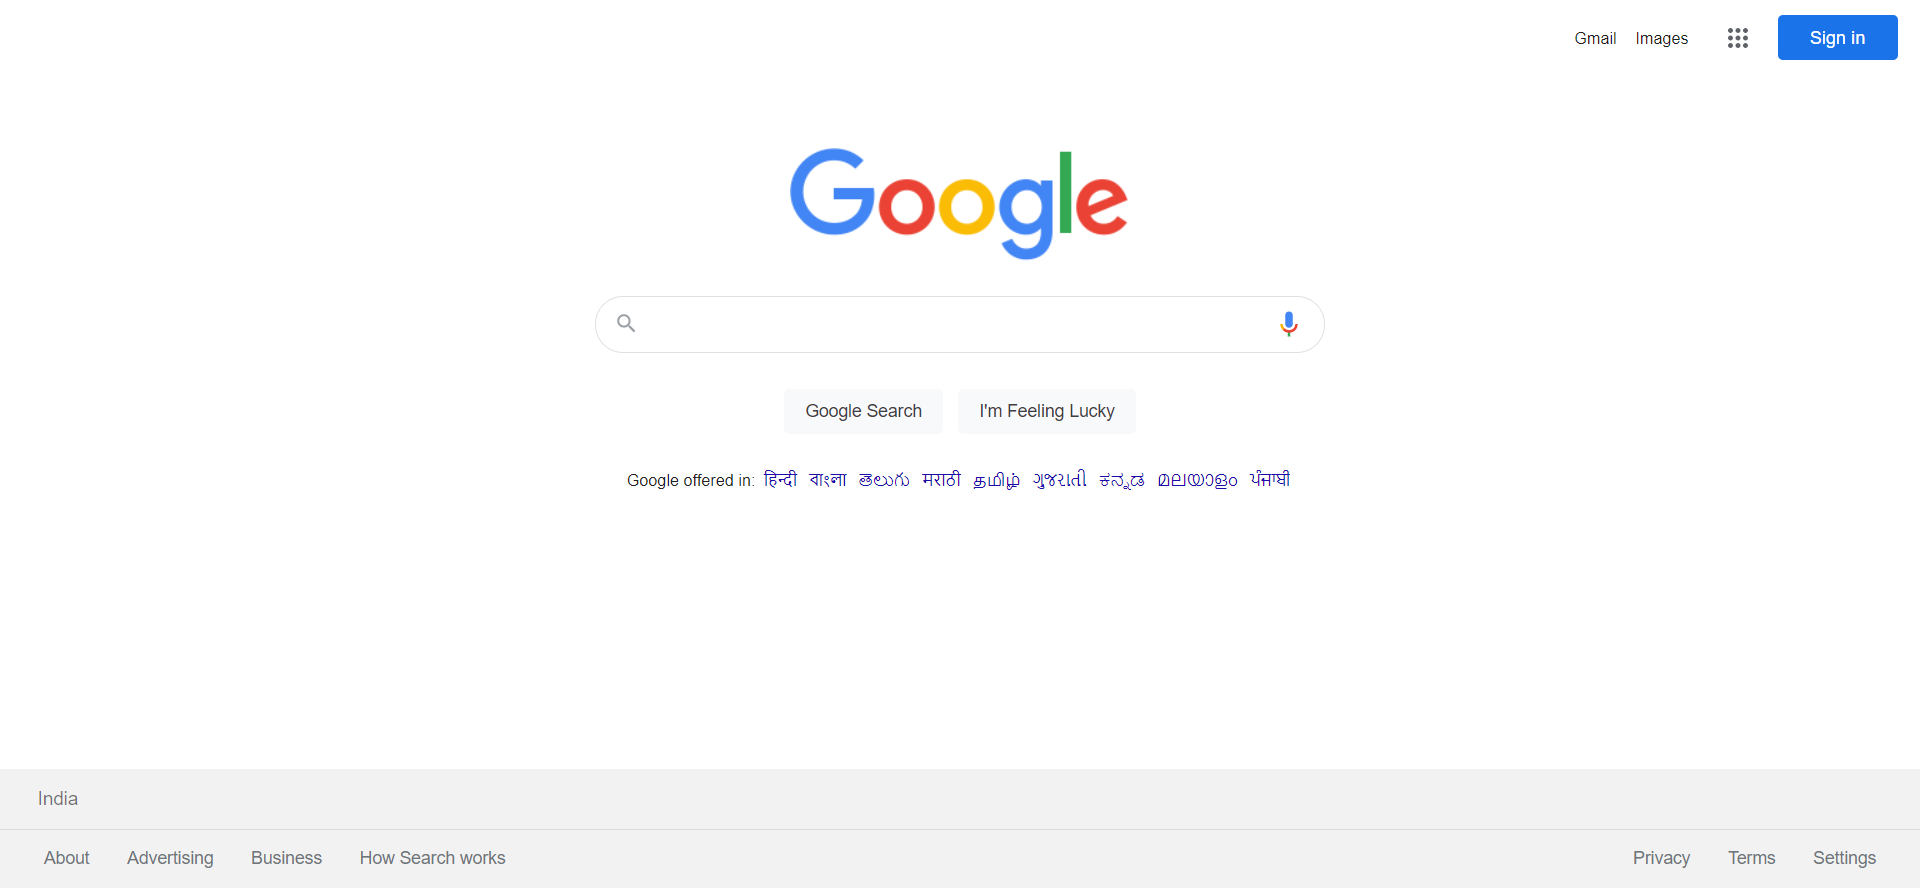 Gmail Images Sign in
Google
Google Search I'm Feeling Lucky
Google offered in: हिन्दी বাংলা తెలుగు मराठी தமிழ் ગુજરાતી ಕನ್ನಡ മലയാളം ਪੰਜਾਬੀ
India
About Advertising Business How Search works Privacy Terms Settings